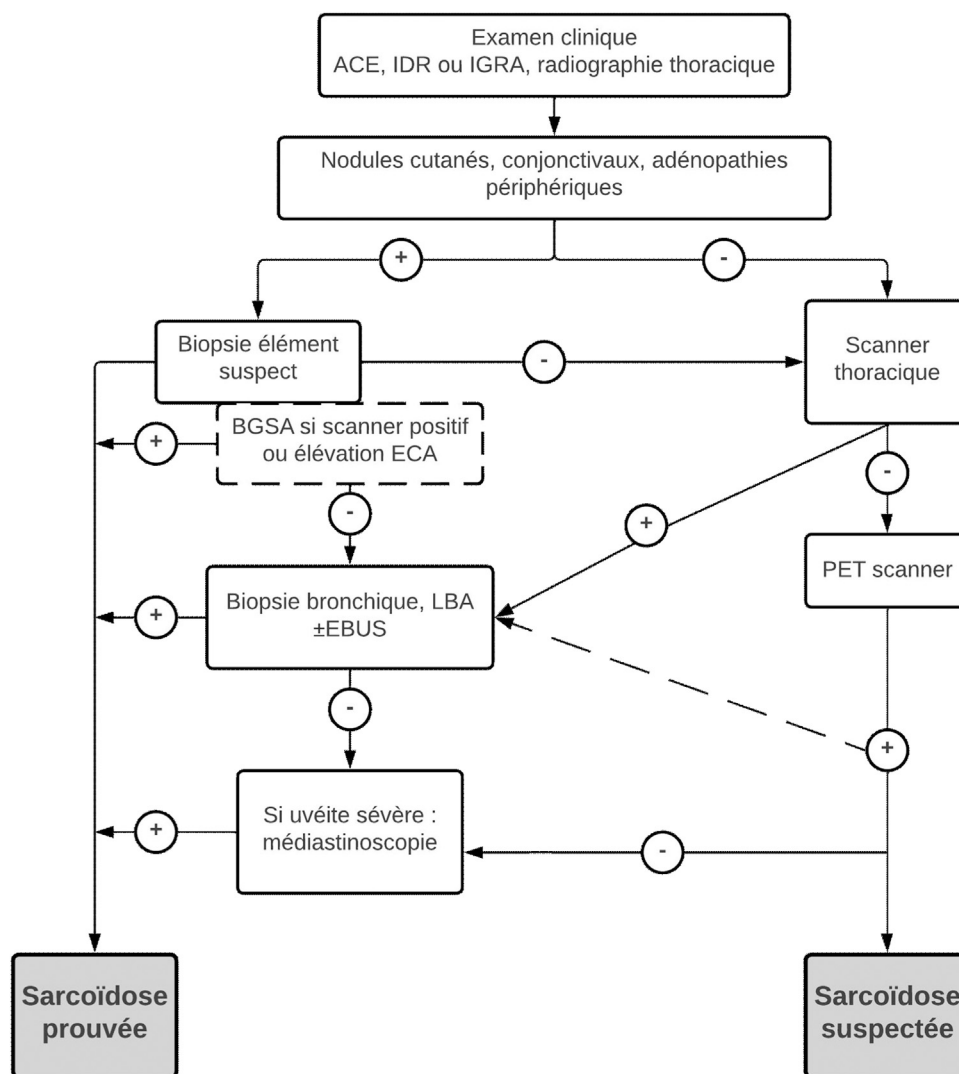 Examen clinique
ACE, IDR ou IGRA, radiographie thoracique
Nodules cutanés, conjonctivaux, adénopathies
périphériques
+
-
Biopsie élément
suspect
-
Scanner
thoracique
+
BGSA si scanner positif
ou élévation ECA
-
-
+
PET scanner
+
Biopsie bronchique, LBA
±EBUS
-
+
+
Si uvéite sévère :
médiastinoscopie
-
Sarcoïdose
prouvée
Sarcoïdose
suspectée